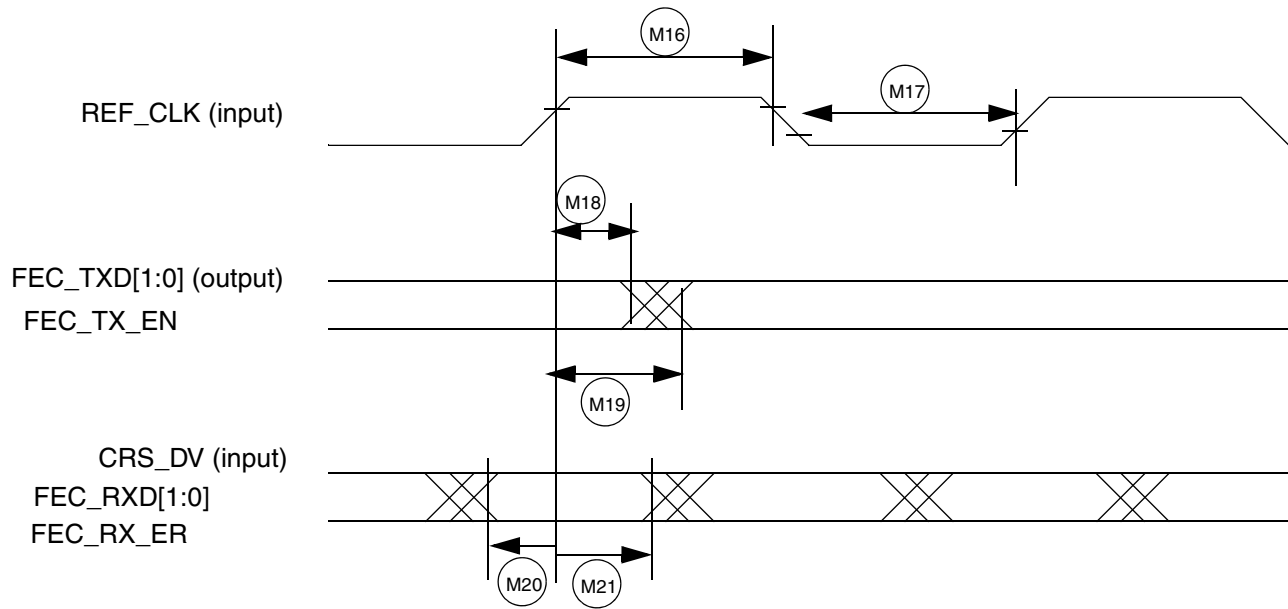 M16
REF_CLK (input)
M17
M18
FEC_TXD[1:0] (output)
FEC_TX_EN
M19
CRS_DV (input)
FEC_RXD[1:0]
FEC_RX_ER
M20
M21